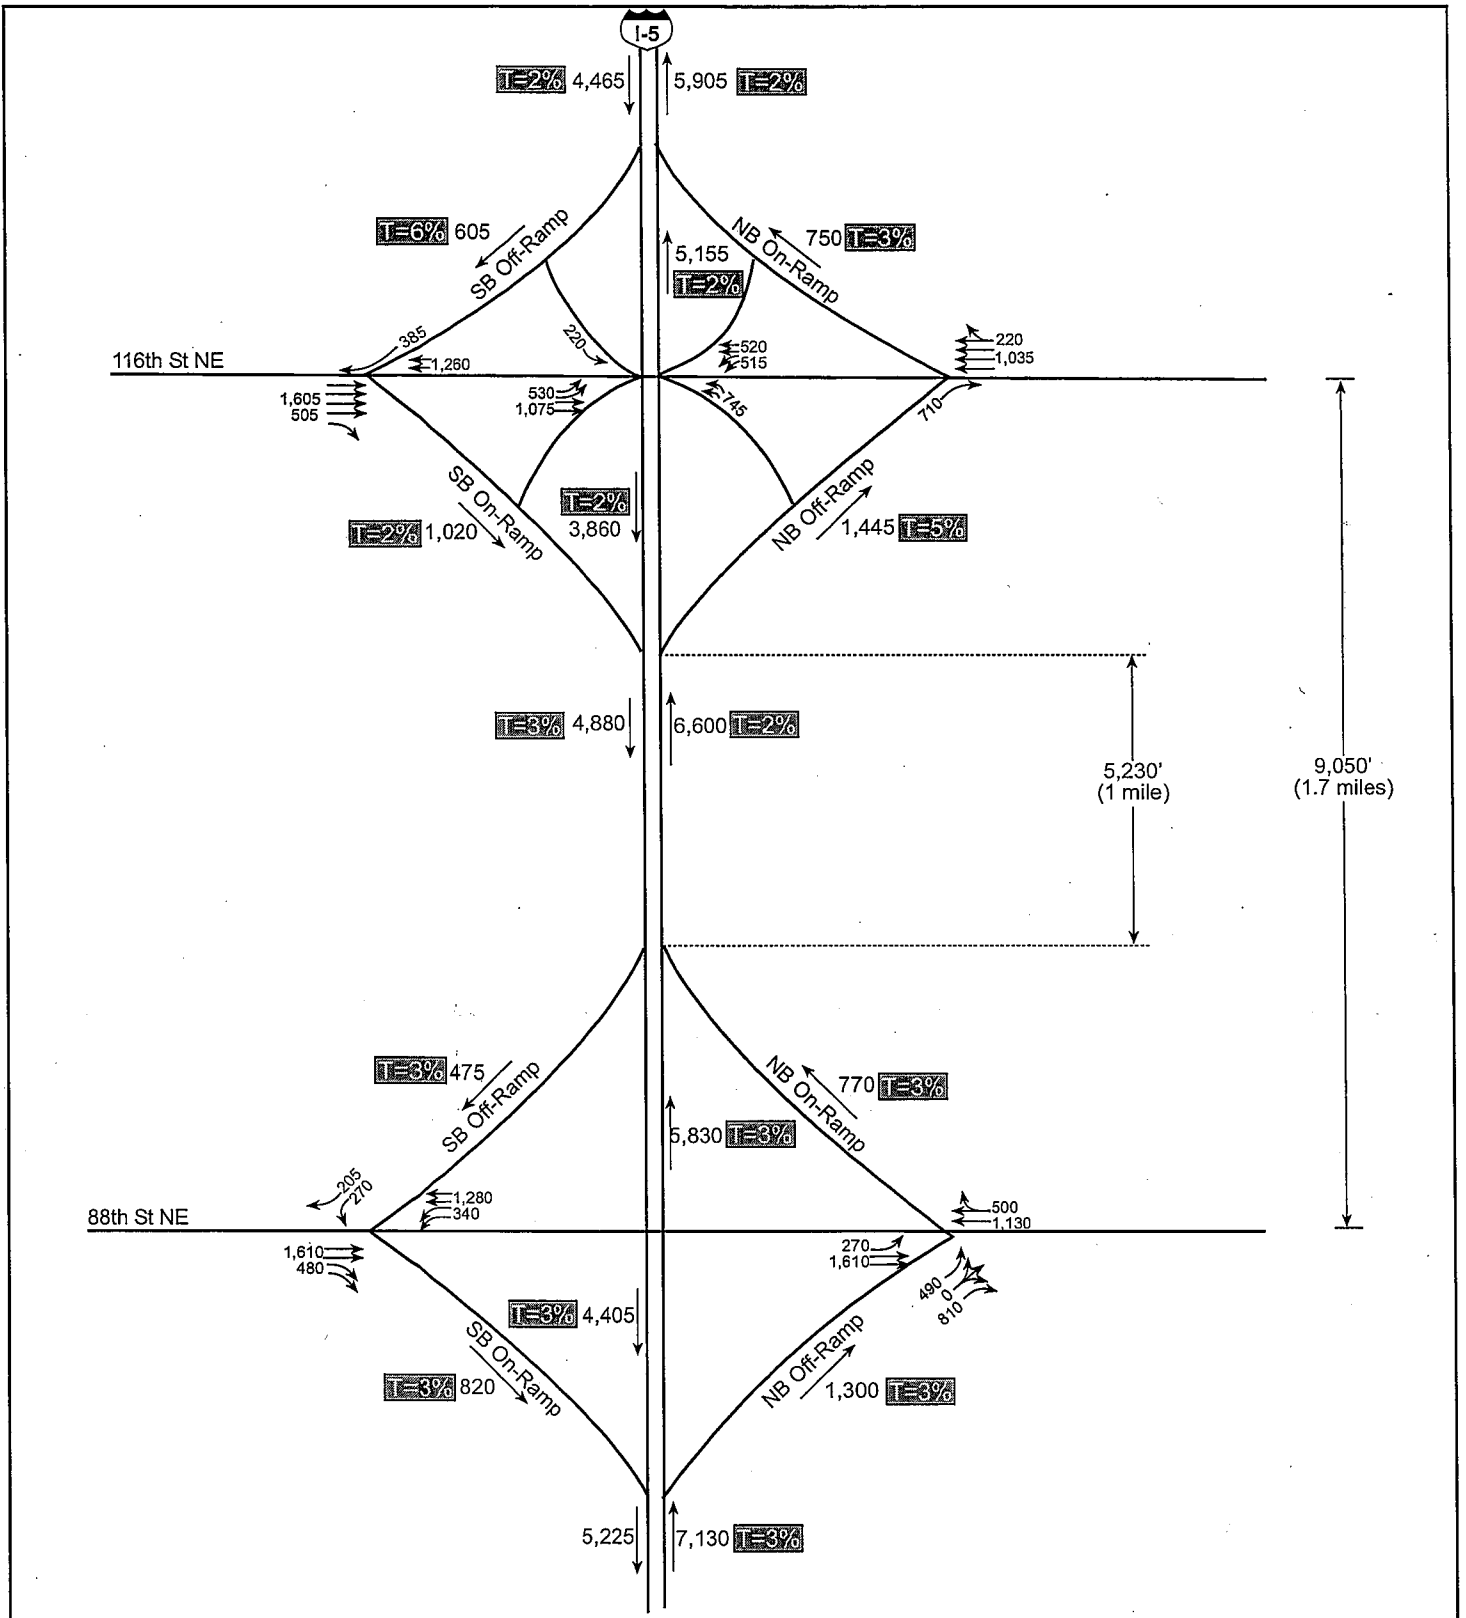 I-5
T=2% 4,465 5,905 T=2%
T=6% 605
SB Off-Ramp
NB On-Ramp
750 T=3%
5,155
T=2%
385
220
116th St NE
1,260
520
515
220
1,035
1,605
505
530
1,075
745
710
SB On-Ramp
T=2% 1,020
T=2%
3,860
NB Off-Ramp
1,445 T=5%
T=3% 4,880 6,600 T=2%
5,230'
(1 mile)
9,050'
(1.7 miles)
T=3% 475
SB Off-Ramp
NB On-Ramp
770 T=3%
5,830 T=3%
205
270
88th St NE
1,280
340
500
1,130
1,610
480
270
1,610
490
0
810
T=3% 4,405
SB On-Ramp
T=3% 820
NB Off-Ramp
1,300 T=3%
5,225 7,130 T=3%